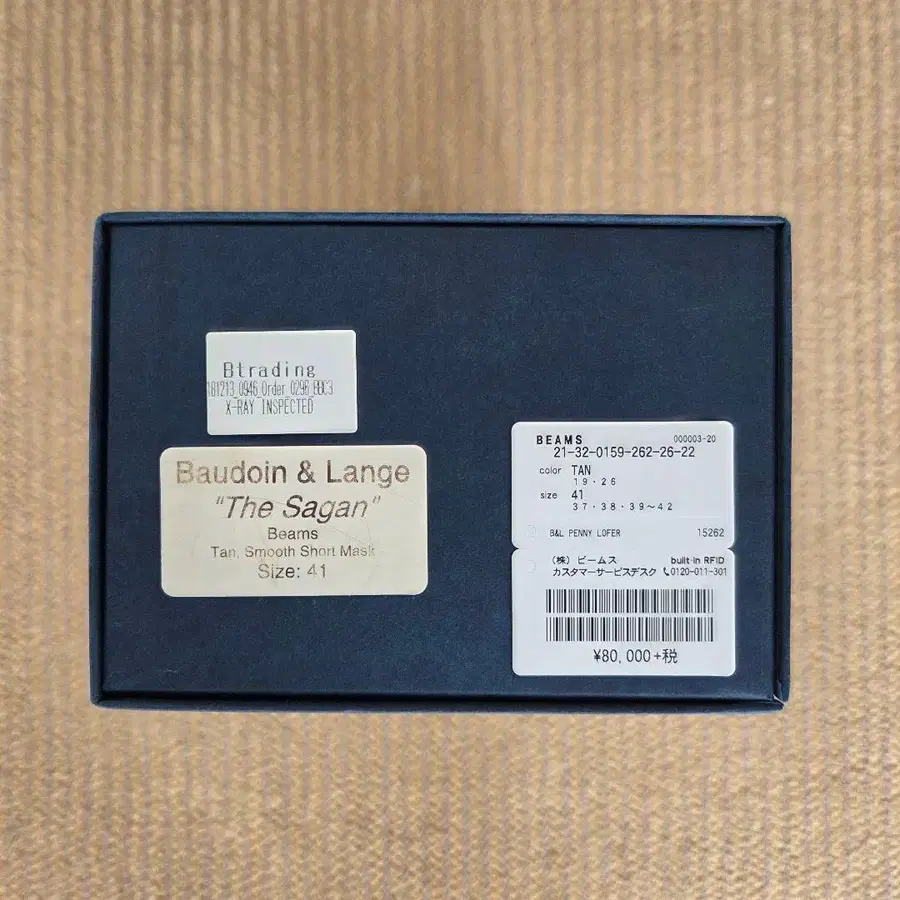 Btrading
181213_0946_Order_0296_BBC3
X-RAY INSPECTED
Baudoin & Lange
"The Sagan"
Beams
Tan, Smooth Short Mask
Size: 41
BEAMS 000003-20
21-32-0159-262-26-22
color TAN
19・26
size 41
37・38・39〜42
B&L PENNY LOFER 15262
(株)ビームス built-in RFID
カスタマーサービスデスク 0120-011-301
¥80,000+税